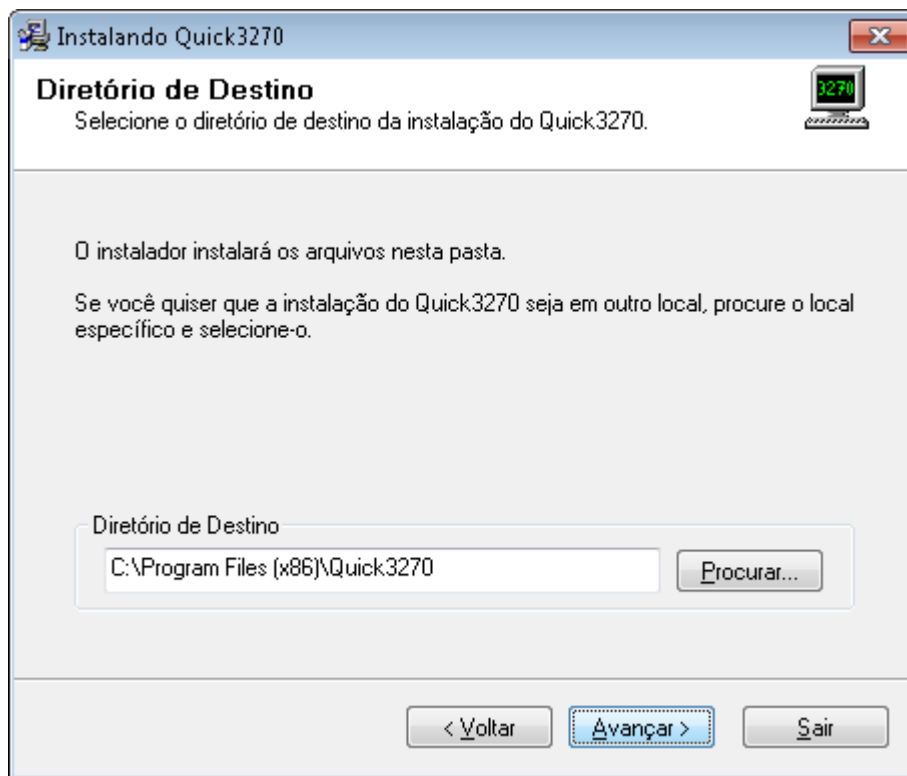 Instalando Quick3270
Diretório de Destino
Selecione o diretório de destino da instalação do Quick3270.
3270
O instalador instalará os arquivos nesta pasta.
Se você quiser que a instalação do Quick3270 seja em outro local, procure o local
específico e selecione-o.
Diretório de Destino
C:\Program Files (x86)\Quick3270
Procurar...
< Voltar
Avançar >
Sair